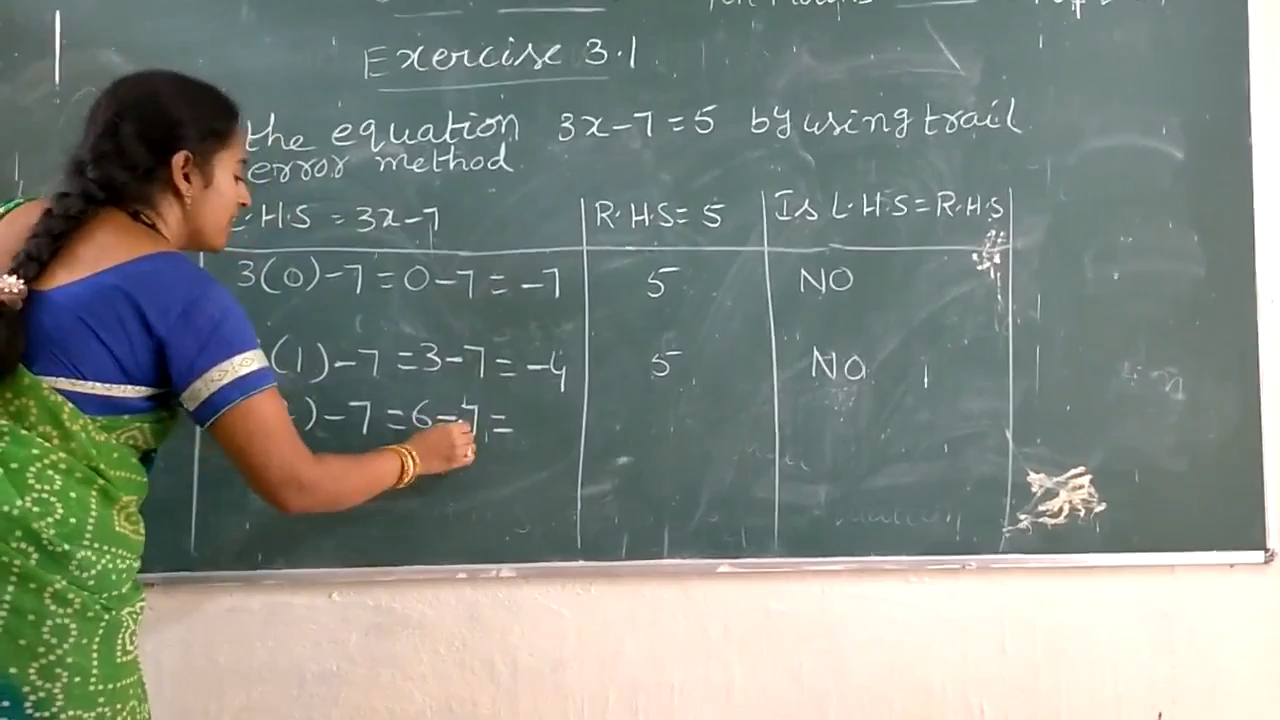 Exercise 3.1
the equation 3x-7=5 by using trail
error method
H.S = 3x-7 R.H.S = 5 Is L.H.S = R.H.S
3(0)-7 = 0-7 = -7 5 NO
(1)-7 = 3-7 = -4 5 NO
)-7 = 6-7 =